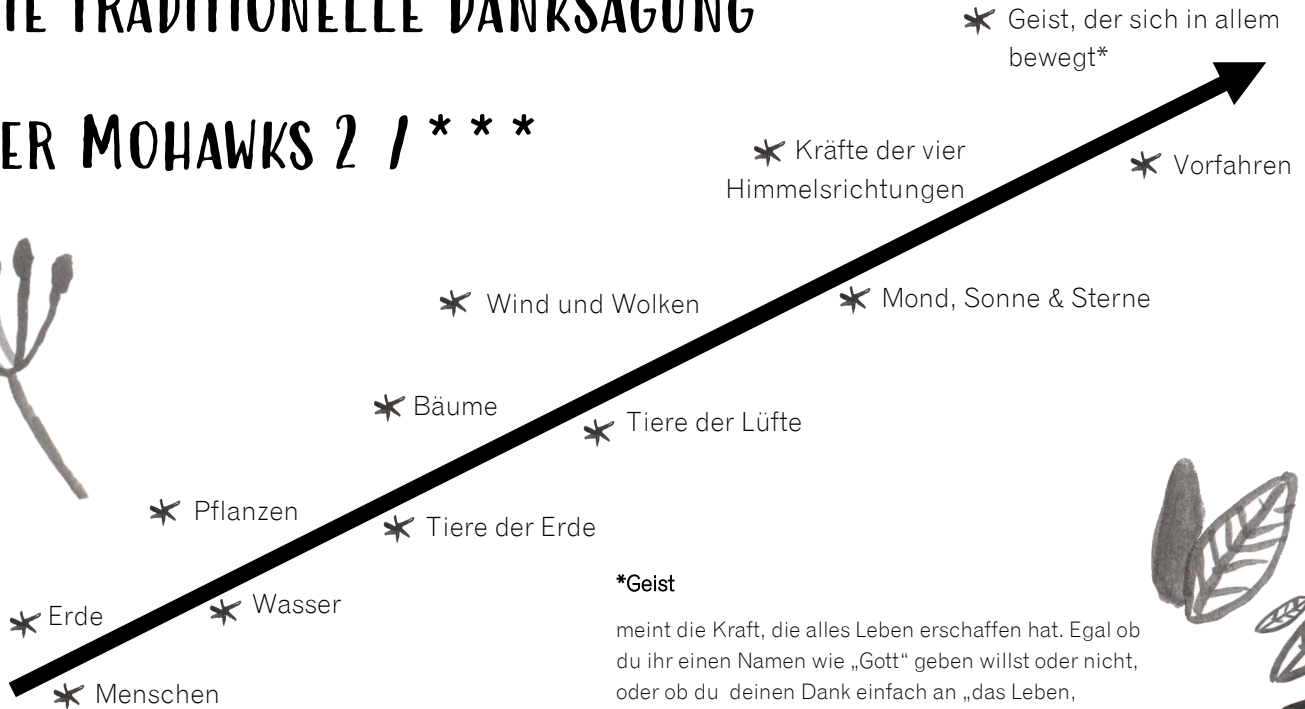 TE TRADITIONELLE DANKSAGUNG
ER MOHAWKS 2 / * * *
Geist, der sich in allem
bewegt*
Kräfte der vier
Himmelsrichtungen
Vorfahren
Wind und Wolken
Mond, Sonne & Sterne
Bäume
Tiere der Lüfte
Pflanzen
Tiere der Erde
Erde
Wasser
Menschen
*Geist
meint die Kraft, die alles Leben erschaffen hat. Egal ob
du ihr einen Namen wie „Gott“ geben willst oder nicht,
oder ob du deinen Dank einfach an „das Leben,